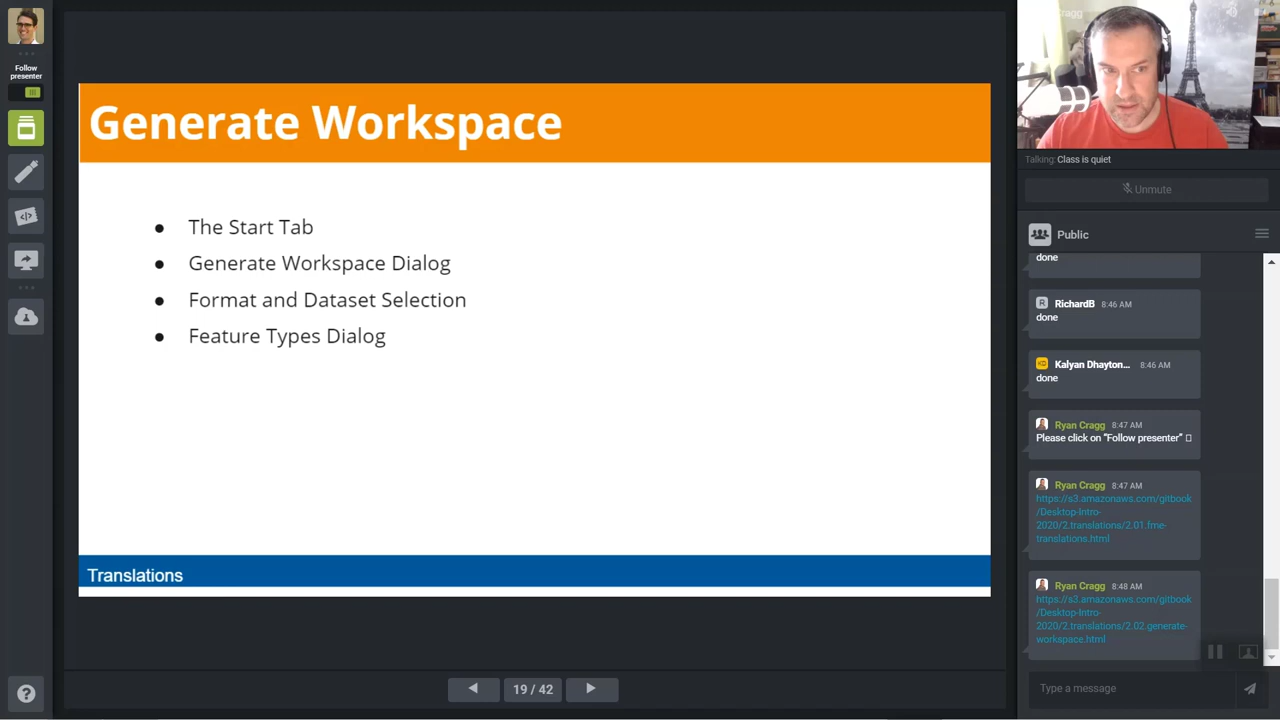 Follow
presenter
Generate Workspace
● The Start Tab
● Generate Workspace Dialog
● Format and Dataset Selection
● Feature Types Dialog
Translations
19 / 42
Cragg
Talking: Class is quiet
Unmute
Public
done
R
RichardB 8:46 AM
done
KD
Kalyan Dhayton... 8:46 AM
done
Ryan Cragg 8:47 AM
Please click on “Follow presenter”
Ryan Cragg 8:47 AM
https://s3.amazonaws.com/gitbook
/Desktop-Intro-
2020/2.translations/2.01.fme-
translations.html
Ryan Cragg 8:48 AM
https://s3.amazonaws.com/gitbook
/Desktop-Intro-
2020/2.translations/2.02.generate-
workspace.html
Type a message